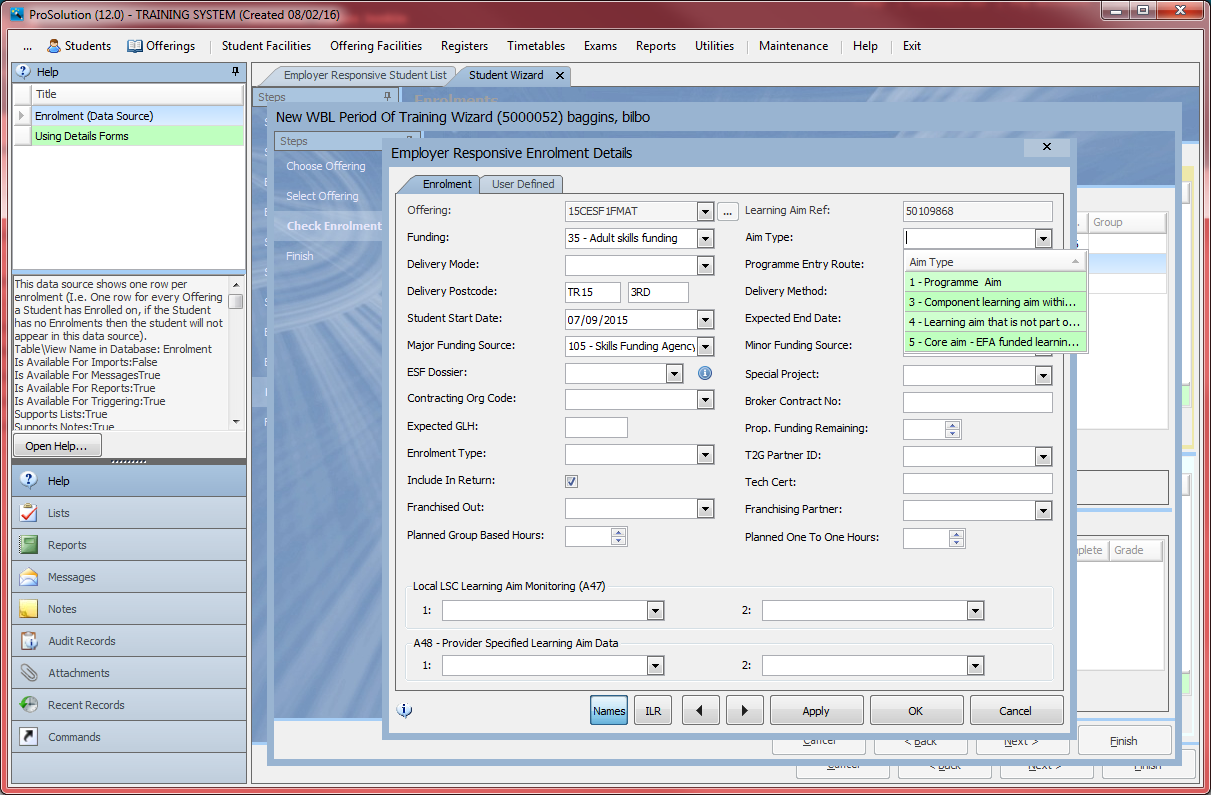 ProSolution (12.0) - TRAINING SYSTEM (Created 08/02/16)
... Students Offerings Student Facilities Offering Facilities Registers Timetables Exams Reports Utilities Maintenance Help Exit
Help
Title
Enrolment (Data Source)
Using Details Forms
This data source shows one row per
enrolment (I.e. One row for every Offering
a Student has Enrolled on, if the Student
has no Enrolments then the student will not
appear in this data source).
Table\View Name in Database: Enrolment
Is Available For Imports:False
Is Available For MessagesTrue
Is Available For Reports:True
Is Available For Triggering:True
Supports Lists:True
Supports Notes:True
Open Help...
Help
Lists
Reports
Messages
Notes
Audit Records
Attachments
Recent Records
Commands
Employer Responsive Student List
Student Wizard
Steps
Enrolments
New WBL Period Of Training Wizard (5000052) baggins, bilbo
Steps
Choose Offering
Select Offering
Check Enrolment
Finish
Employer Responsive Enrolment Details
Enrolment User Defined
Offering: 15CESF1FMAT ... Learning Aim Ref: 50109868
Funding: 35 - Adult skills funding Aim Type:
Delivery Mode: Programme Entry Route:
Delivery Postcode: TR15 3RD Delivery Method:
Student Start Date: 07/09/2015 Expected End Date:
Major Funding Source: 105 - Skills Funding Agency Minor Funding Source:
ESF Dossier: Special Project:
Contracting Org Code: Broker Contract No:
Expected GLH: Prop. Funding Remaining:
Enrolment Type: T2G Partner ID:
Include In Return: Tech Cert:
Franchised Out: Franchising Partner:
Planned Group Based Hours: Planned One To One Hours:
Aim Type
1 - Programme Aim
3 - Component learning aim withi...
4 - Learning aim that is not part o...
5 - Core aim - EFA funded learnin...
Local LSC Learning Aim Monitoring (A47)
1: 2:
A48 - Provider Specified Learning Aim Data
1: 2:
Names ILR Apply OK Cancel
Group
Grade
Cancel < Back Next > Finish
Cancel < Back Next > Finish